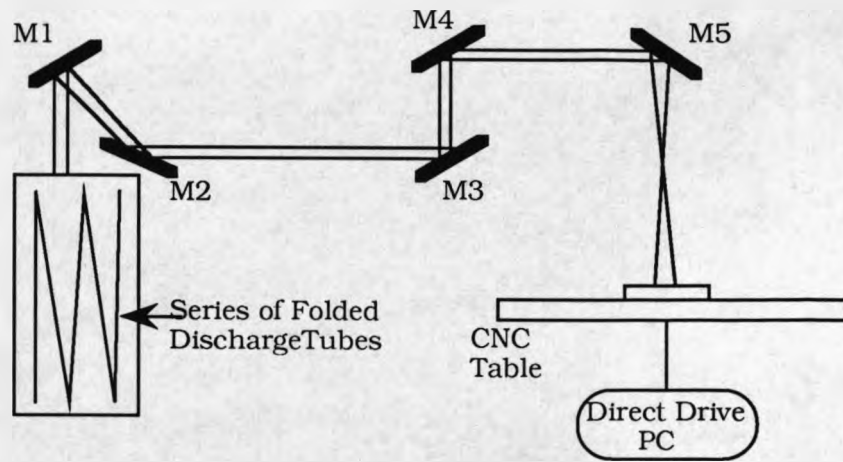 M1
M4
M5
M2
M3
Series of Folded
DischargeTubes
CNC
Table
Direct Drive
PC